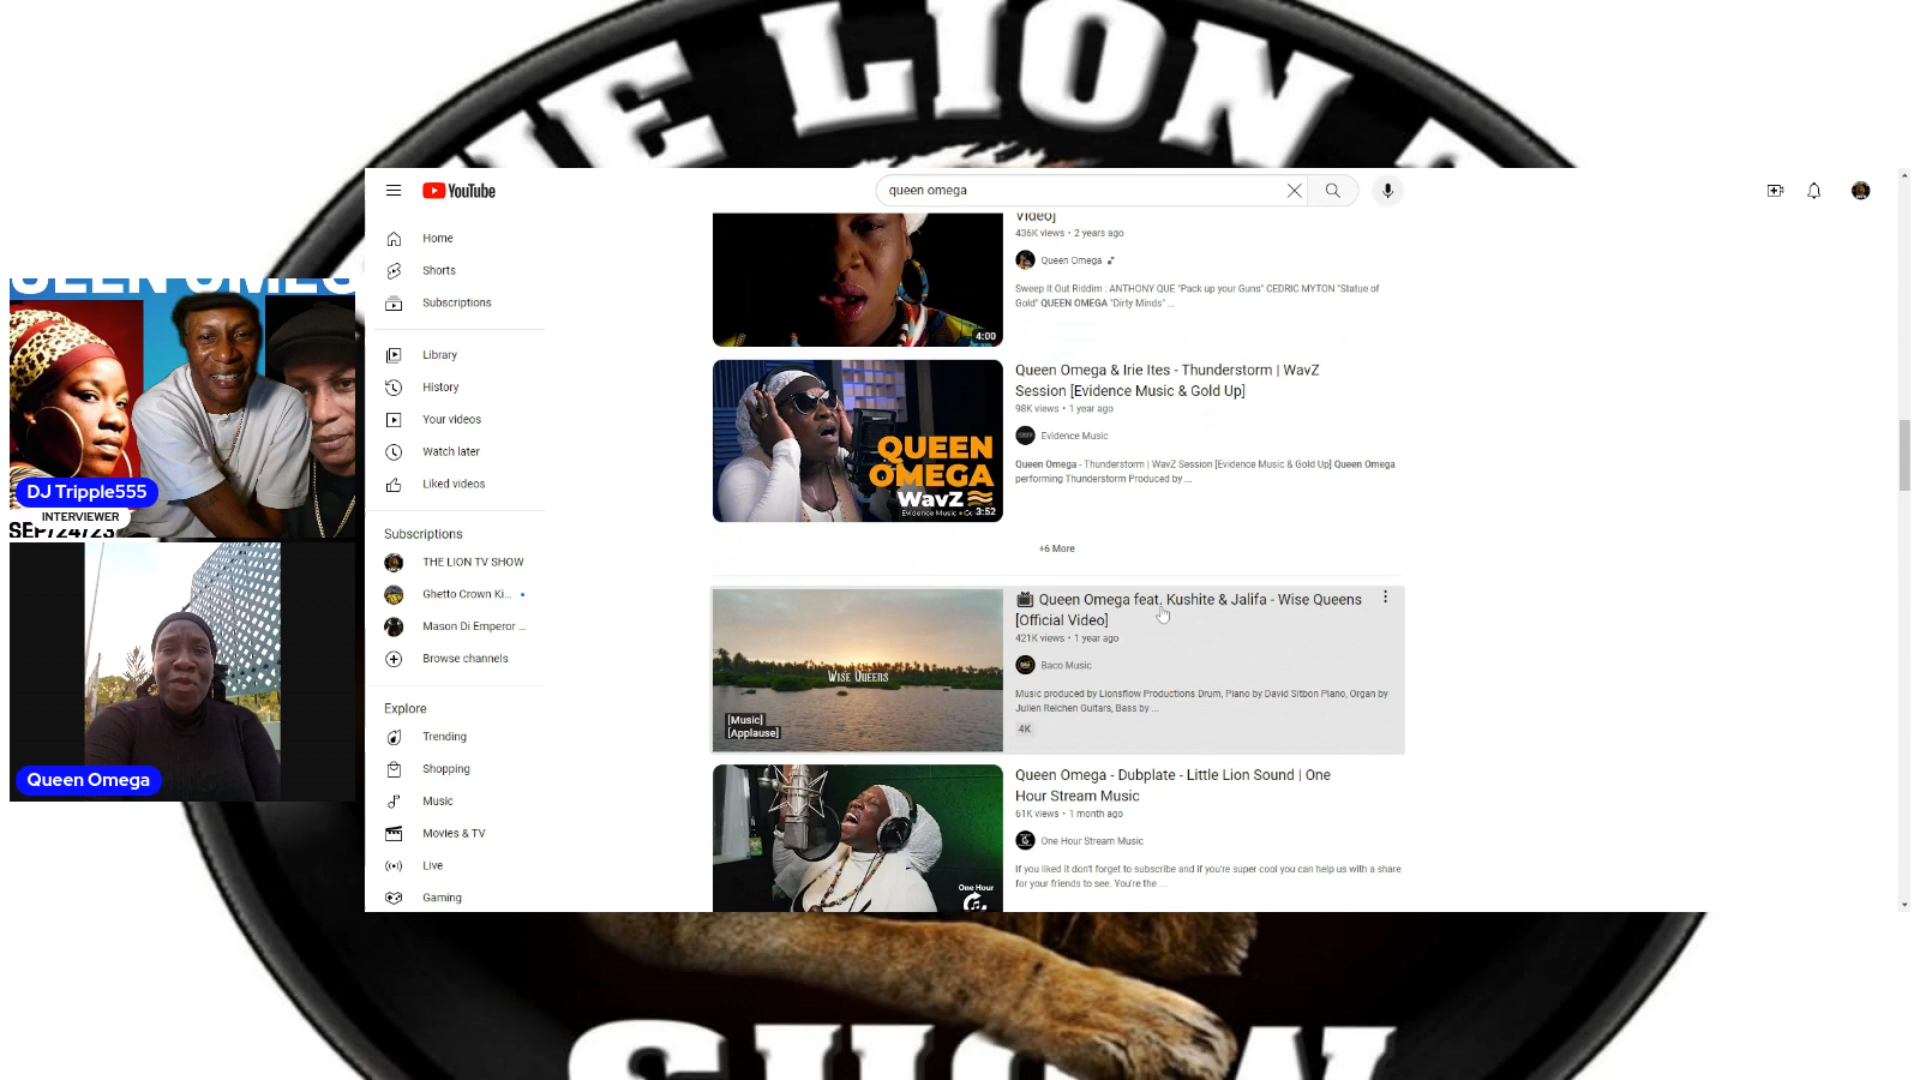 THE LION
YouTube
queen omega
Home
Shorts
Subscriptions
Library
History
Your videos
Watch later
Liked videos
Subscriptions
THE LION TV SHOW
Ghetto Crown Ki...
Mason Di Emperor ...
Browse channels
Explore
Trending
Shopping
Music
Movies & TV
Live
Gaming
Video]
436K views • 2 years ago
Queen Omega
Sweep It Out Riddim : ANTHONY QUE "Pack up your Guns" CEDRIC MYTON "Statue of
Gold" QUEEN OMEGA "Dirty Minds" ...
4:00
Queen Omega & Irie Ites - Thunderstorm | WavZ
Session [Evidence Music & Gold Up]
98K views • 1 year ago
Evidence Music
Queen Omega - Thunderstorm | WavZ Session [Evidence Music & Gold Up] Queen Omega
performing Thunderstorm Produced by ...
QUEEN
OMEGA
WavZ
Evidence Music • Go
3:52
+6 More
Queen Omega feat. Kushite & Jalifa - Wise Queens
[Official Video]
421K views • 1 year ago
Baco Music
Music produced by Lionsflow Productions Drum, Piano by David Sitbon Piano, Organ by
Julien Reichen Guitars, Bass by ...
4K
WISE QUEENS
[Music]
[Applause]
Queen Omega - Dubplate - Little Lion Sound | One
Hour Stream Music
61K views • 1 month ago
One Hour Stream Music
If you liked it don't forget to subscribe and if you're super cool you can help us with a share
for your friends to see. You're the ...
One Hour
QUEEN OMEG
DJ Tripple555
INTERVIEWER
SEP/24/23
Queen Omega
SHOW